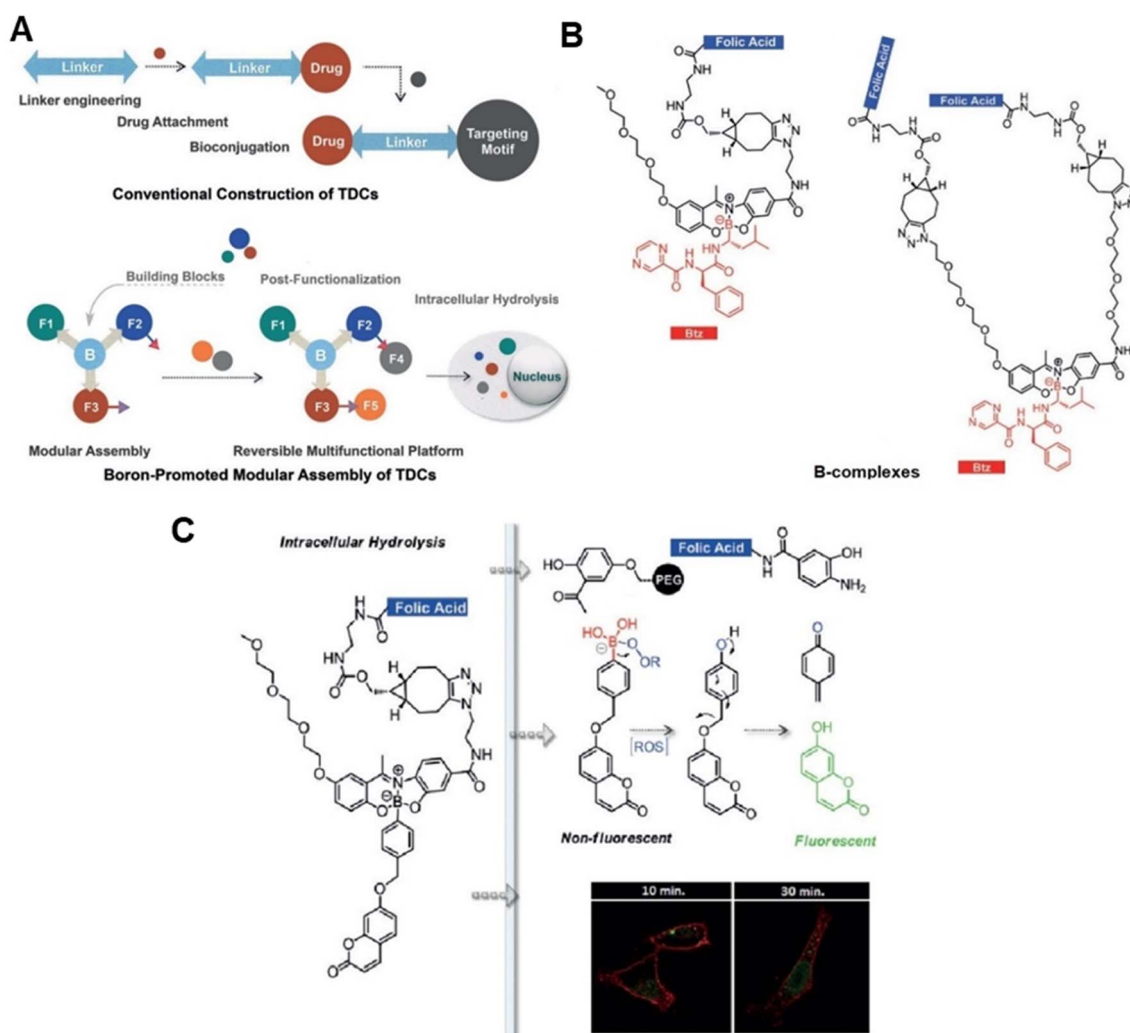 A
Linker
Linker
Drug
Linker engineering
Drug Attachment
Bioconjugation
Drug
Linker
Targeting
Motif
Conventional Construction of TDCs
Building Blocks
Post-Functionalization
Intracellular Hydrolysis
F1
F2
B
F3
F1
F2
B
F4
F3
F5
Nucleus
Modular Assembly
Reversible Multifunctional Platform
Boron-Promoted Modular Assembly of TDCs
B
Folic Acid
Btz
Folic Acid
Folic Acid
Btz
B-complexes
C
Intracellular Hydrolysis
Folic Acid
PEG
Folic Acid
[ROS]
Non-fluorescent
Fluorescent
10 min.
30 min.